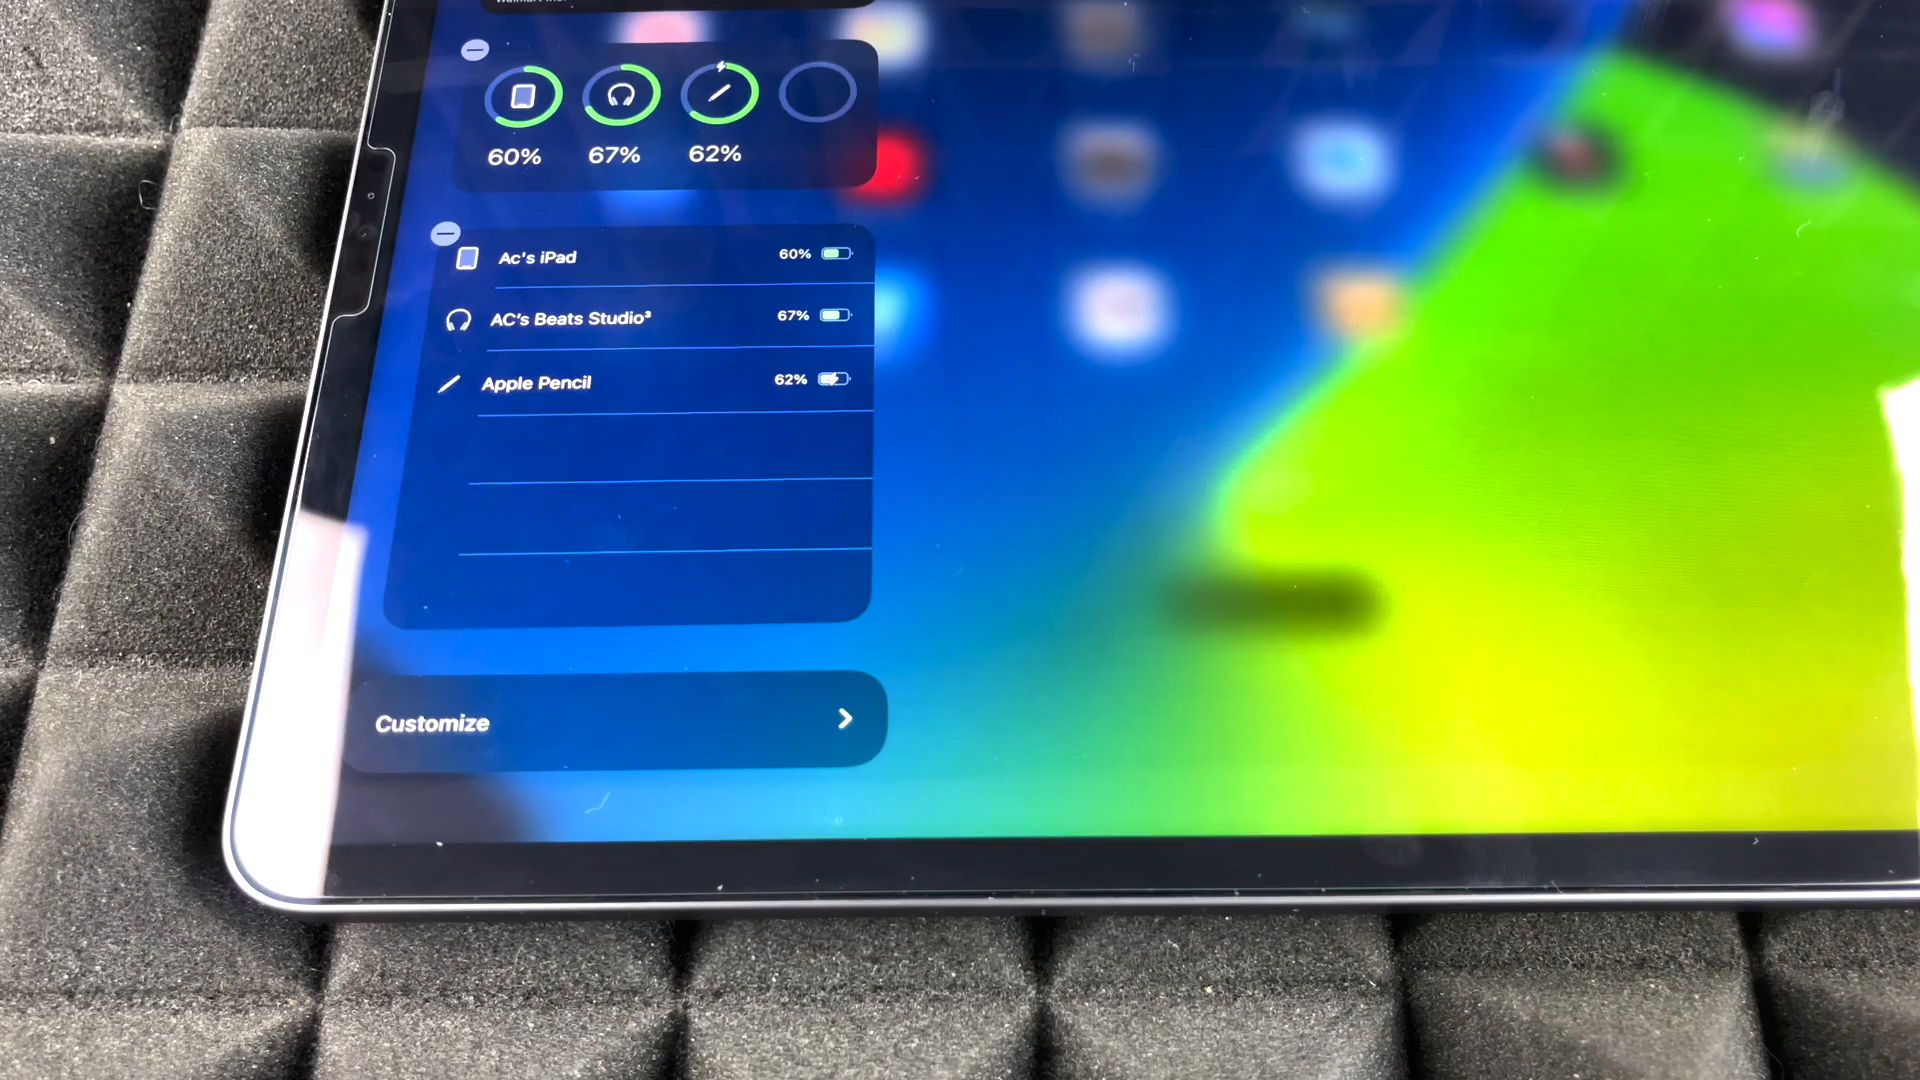 60% 67% 62%
Ac's iPad 60%
AC's Beats Studio³ 67%
Apple Pencil 62%
Customize